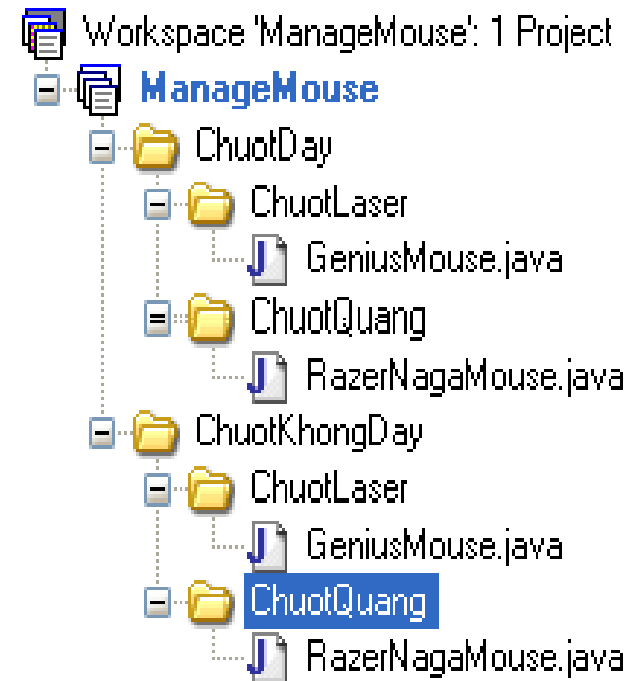 Workspace 'ManageMouse': 1 Project
ManageMouse
ChuotDay
ChuotLaser
GeniusMouse.java
ChuotQuang
RazerNagaMouse.java
ChuotKhongDay
ChuotLaser
GeniusMouse.java
ChuotQuang
RazerNagaMouse.java